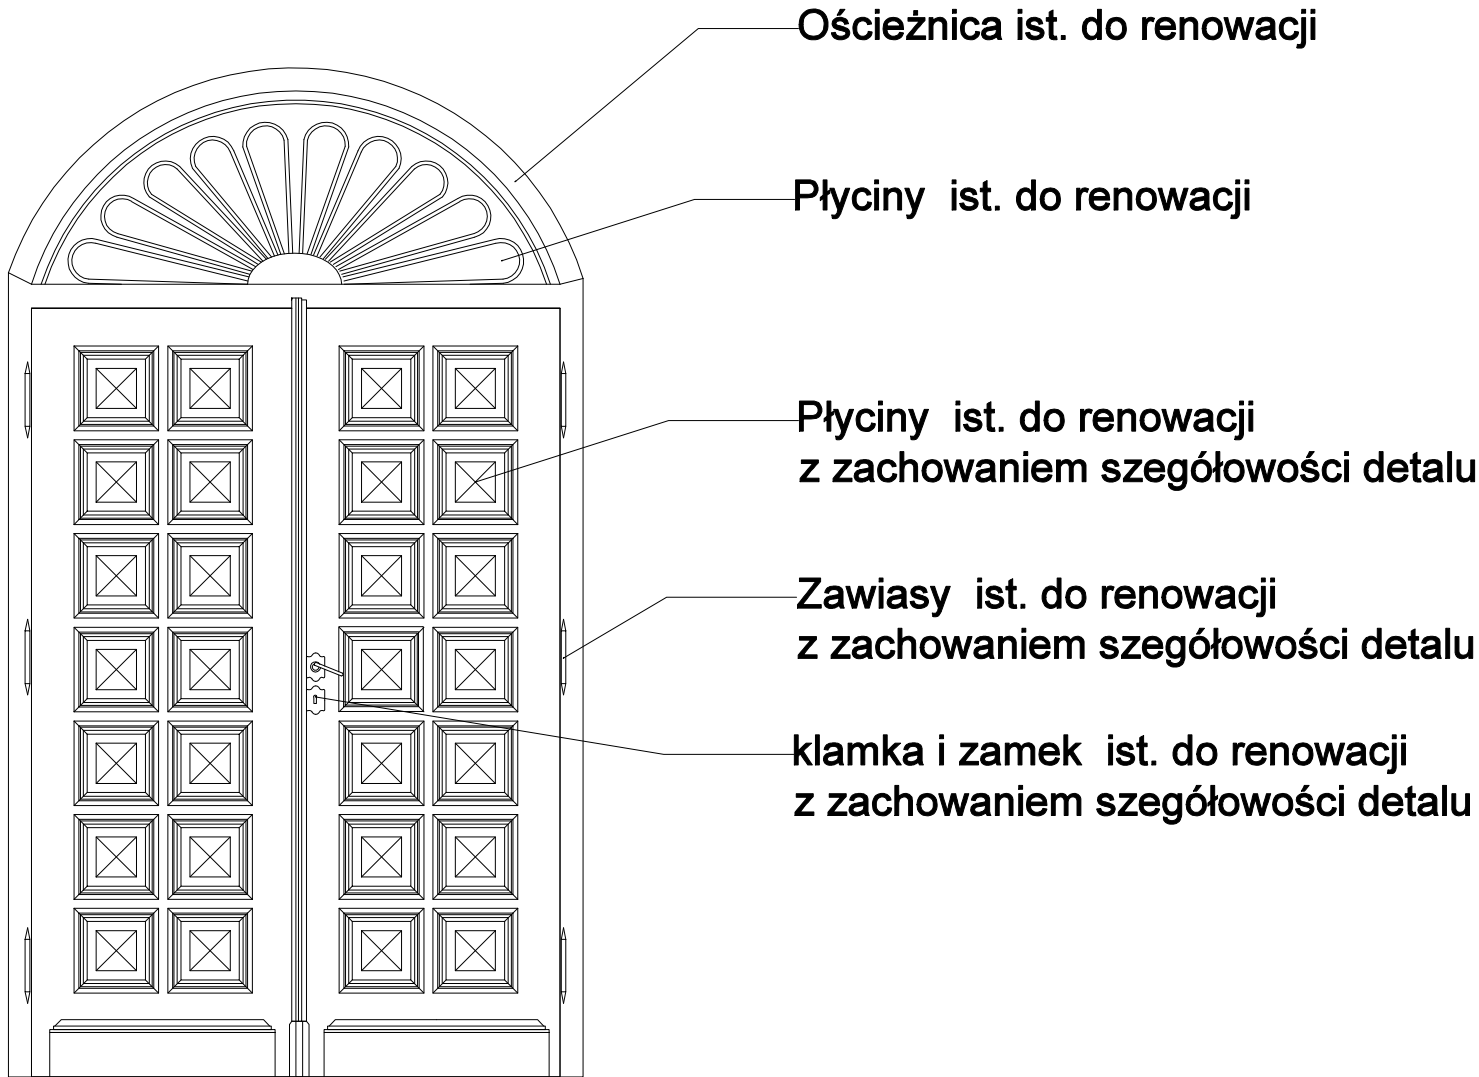 Ościeżnica ist. do renowacji
Płyciny ist. do renowacji
Płyciny ist. do renowacji
z zachowaniem szegółowości detalu
Zawiasy ist. do renowacji
z zachowaniem szegółowości detalu
klamka i zamek ist. do renowacji
z zachowaniem szegółowości detalu